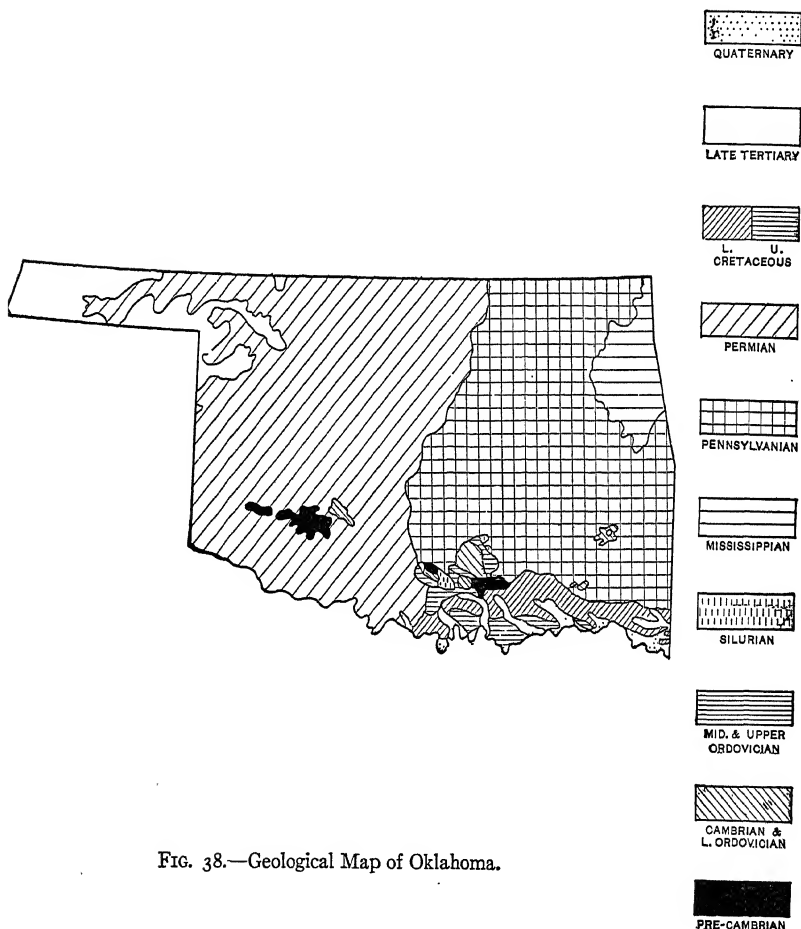 QUATERNARY
LATE TERTIARY
L. U.
CRETACEOUS
PERMIAN
PENNSYLVANIAN
MISSISSIPPIAN
SILURIAN
MID. & UPPER
ORDOVICIAN
CAMBRIAN &
L. ORDOVICIAN
PRE-CAMBRIAN
FIG. 38.—Geological Map of Oklahoma.